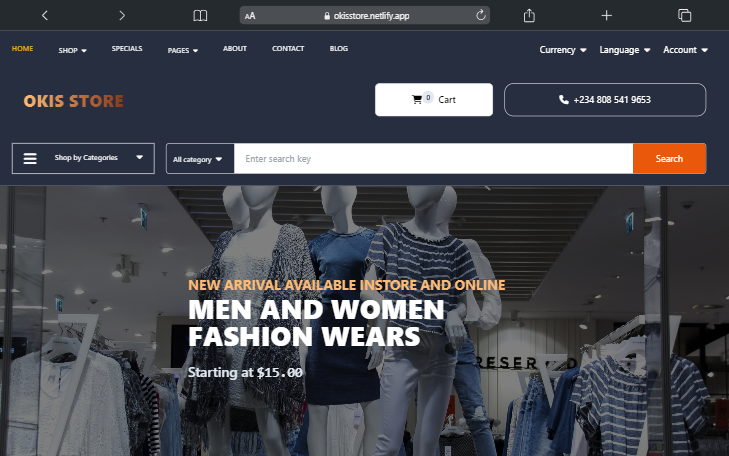 AA okisstore.netlify.app
HOME SHOP SPECIALS PAGES ABOUT CONTACT BLOG Currency Language Account
OKIS STORE
0 Cart
+234 808 541 9653
Shop by Categories
All category Enter search key Search
NEW ARRIVAL AVAILABLE INSTORE AND ONLINE
MEN AND WOMEN
FASHION WEARS
RESERVED
Starting at $15.00